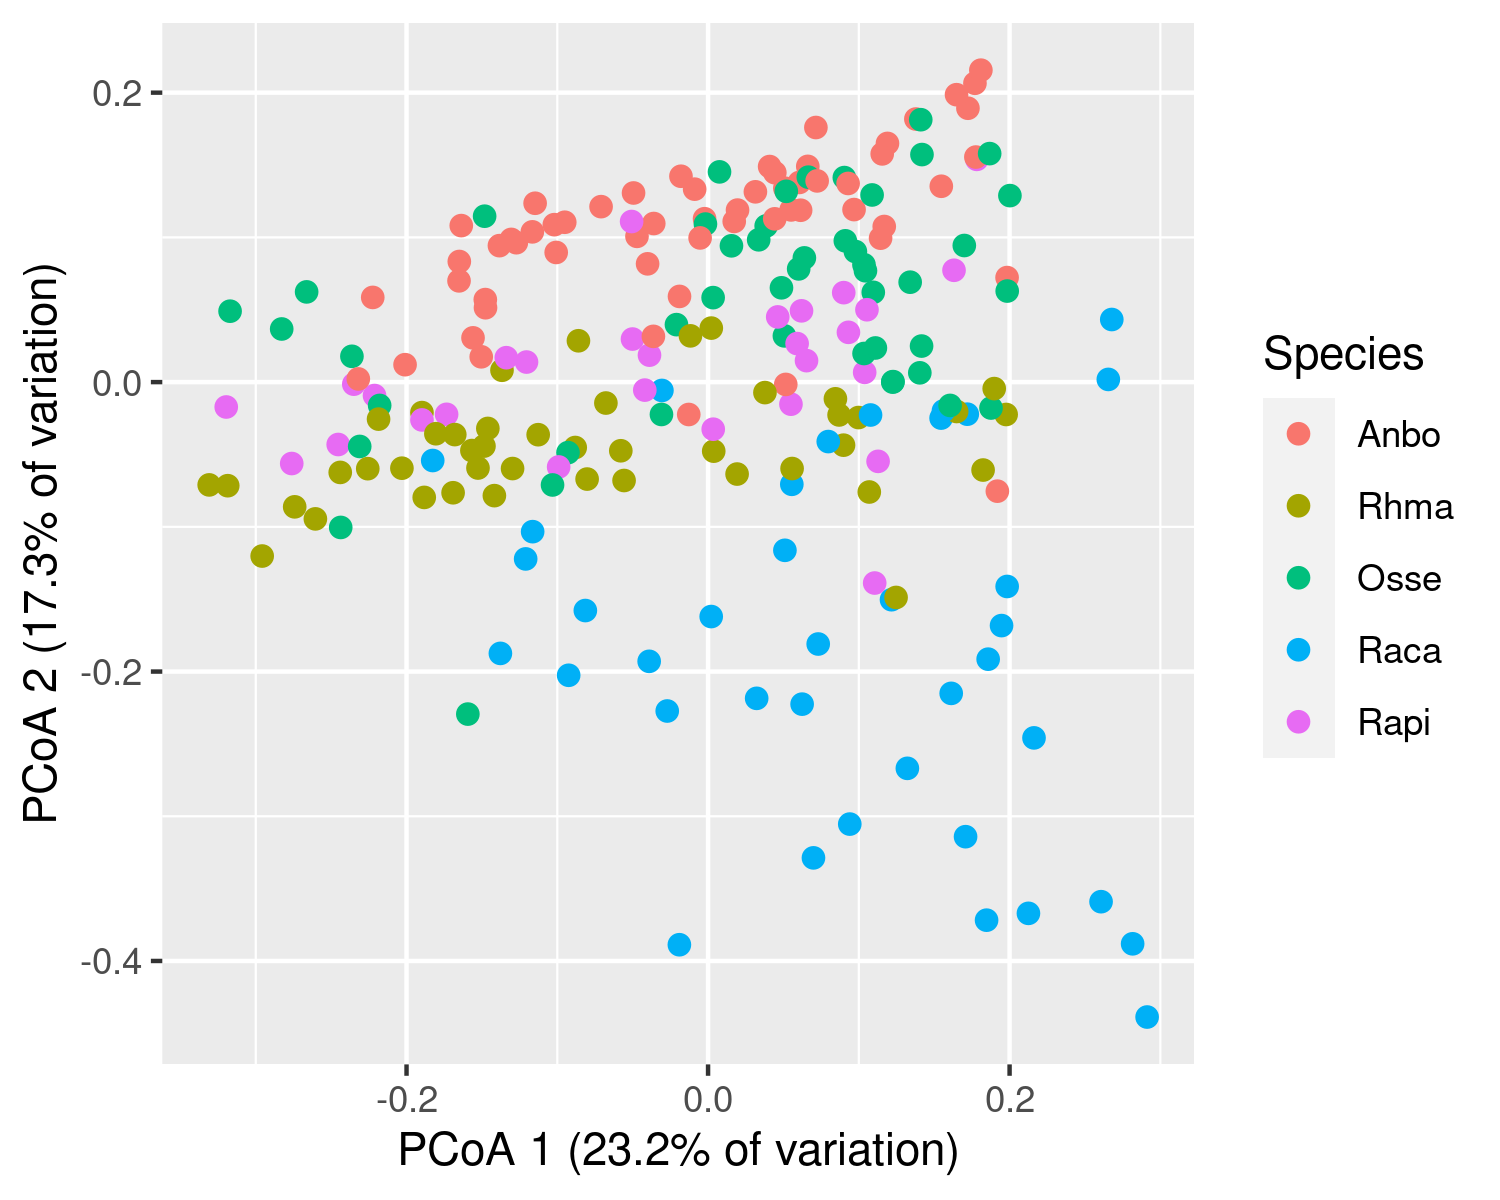 0.2
0.0
-0.2
-0.4
PCoA 2 (17.3% of variation)
-0.2
0.0
0.2
PCoA 1 (23.2% of variation)
Species
Anbo
Rhma
Osse
Raca
Rapi